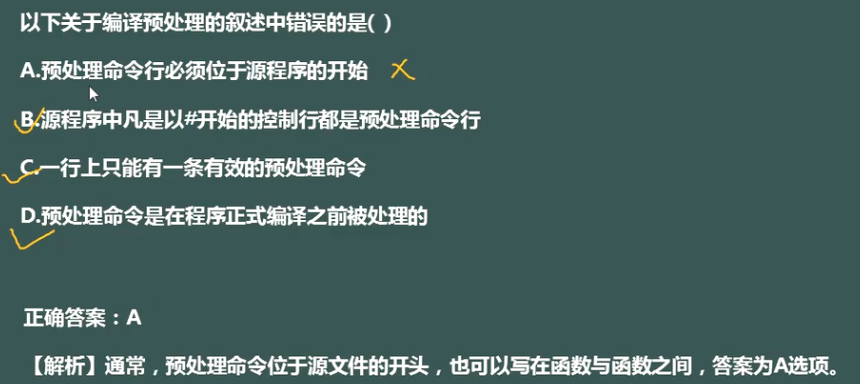 以下关于编译预处理的叙述中错误的是( )
A.预处理命令行必须位于源程序的开始
B.源程序中凡是以#开始的控制行都是预处理命令行
C.一行上只能有一条有效的预处理命令
D.预处理命令是在程序正式编译之前被处理的
正确答案：A
【解析】通常，预处理命令位于源文件的开头，也可以写在函数与函数之间，答案为A选项。